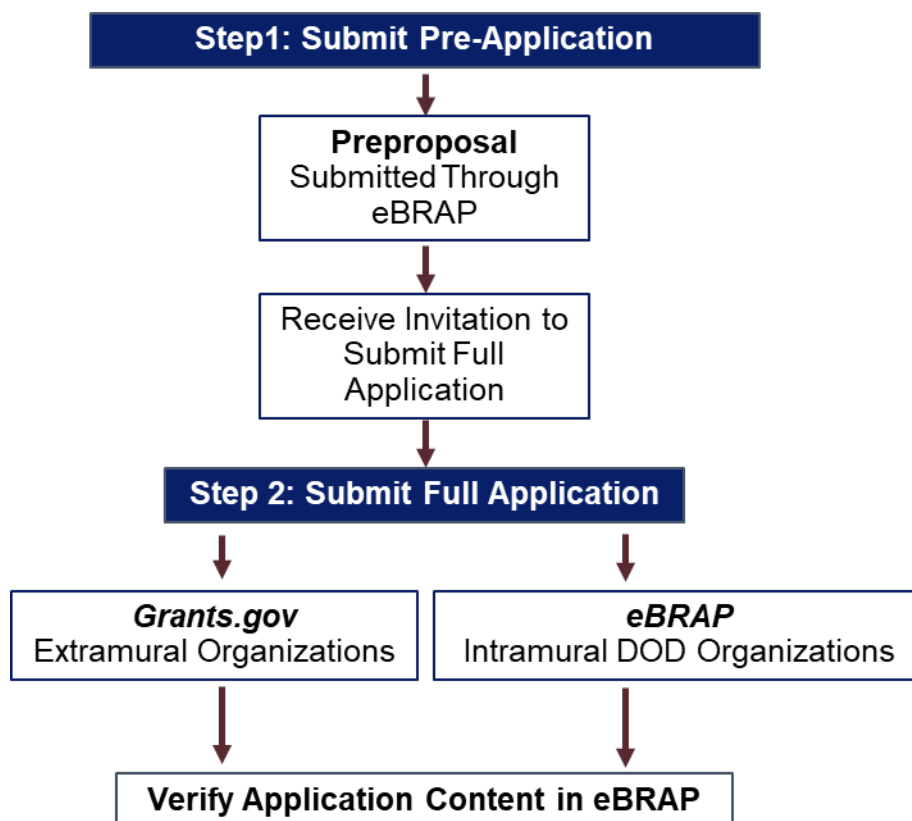 Step1: Submit Pre-Application
Preproposal
Submitted Through
eBRAP
Receive Invitation to
Submit Full
Application
Step 2: Submit Full Application
Grants.gov
Extramural Organizations
eBRAP
Intramural DOD Organizations
Verify Application Content in eBRAP